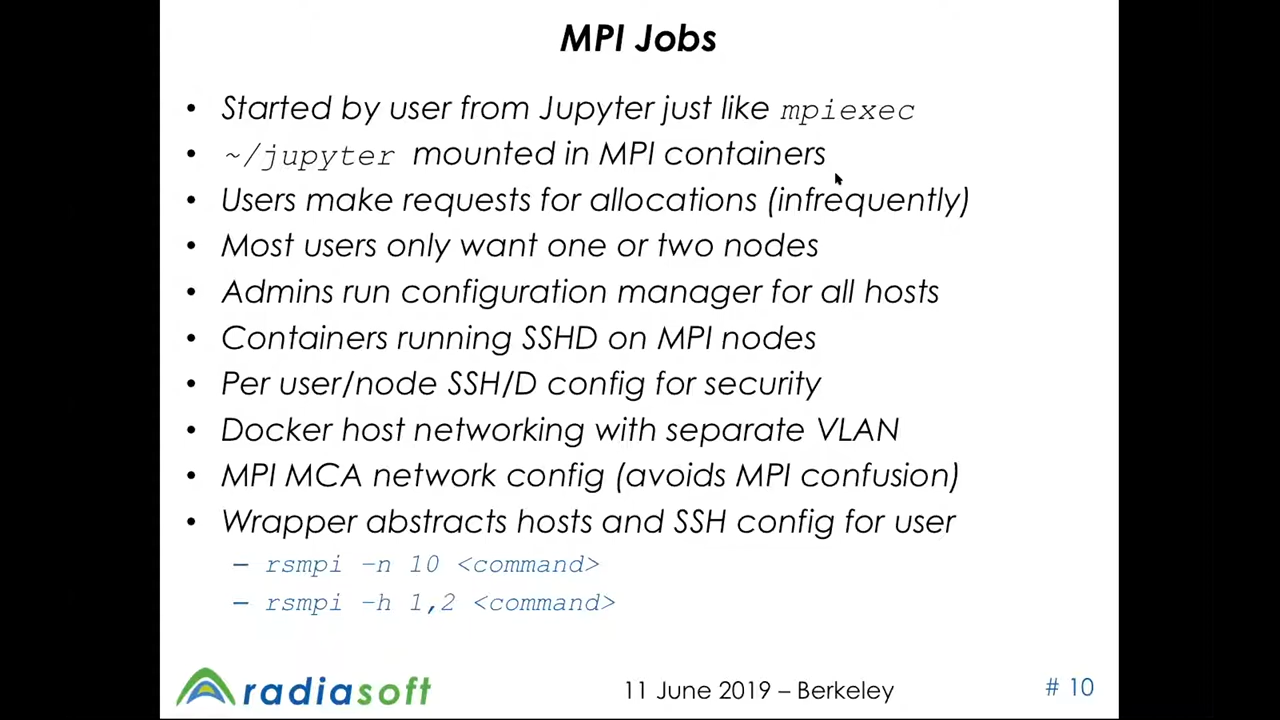 MPI Jobs
• Started by user from Jupyter just like mpiexec
• ~/jupyter mounted in MPI containers
• Users make requests for allocations (infrequently)
• Most users only want one or two nodes
• Admins run configuration manager for all hosts
• Containers running SSHD on MPI nodes
• Per user/node SSH/D config for security
• Docker host networking with separate VLAN
• MPI MCA network config (avoids MPI confusion)
• Wrapper abstracts hosts and SSH config for user
– rsmpi -n 10 <command>
– rsmpi -h 1,2 <command>
radiasoft
11 June 2019 – Berkeley
# 10